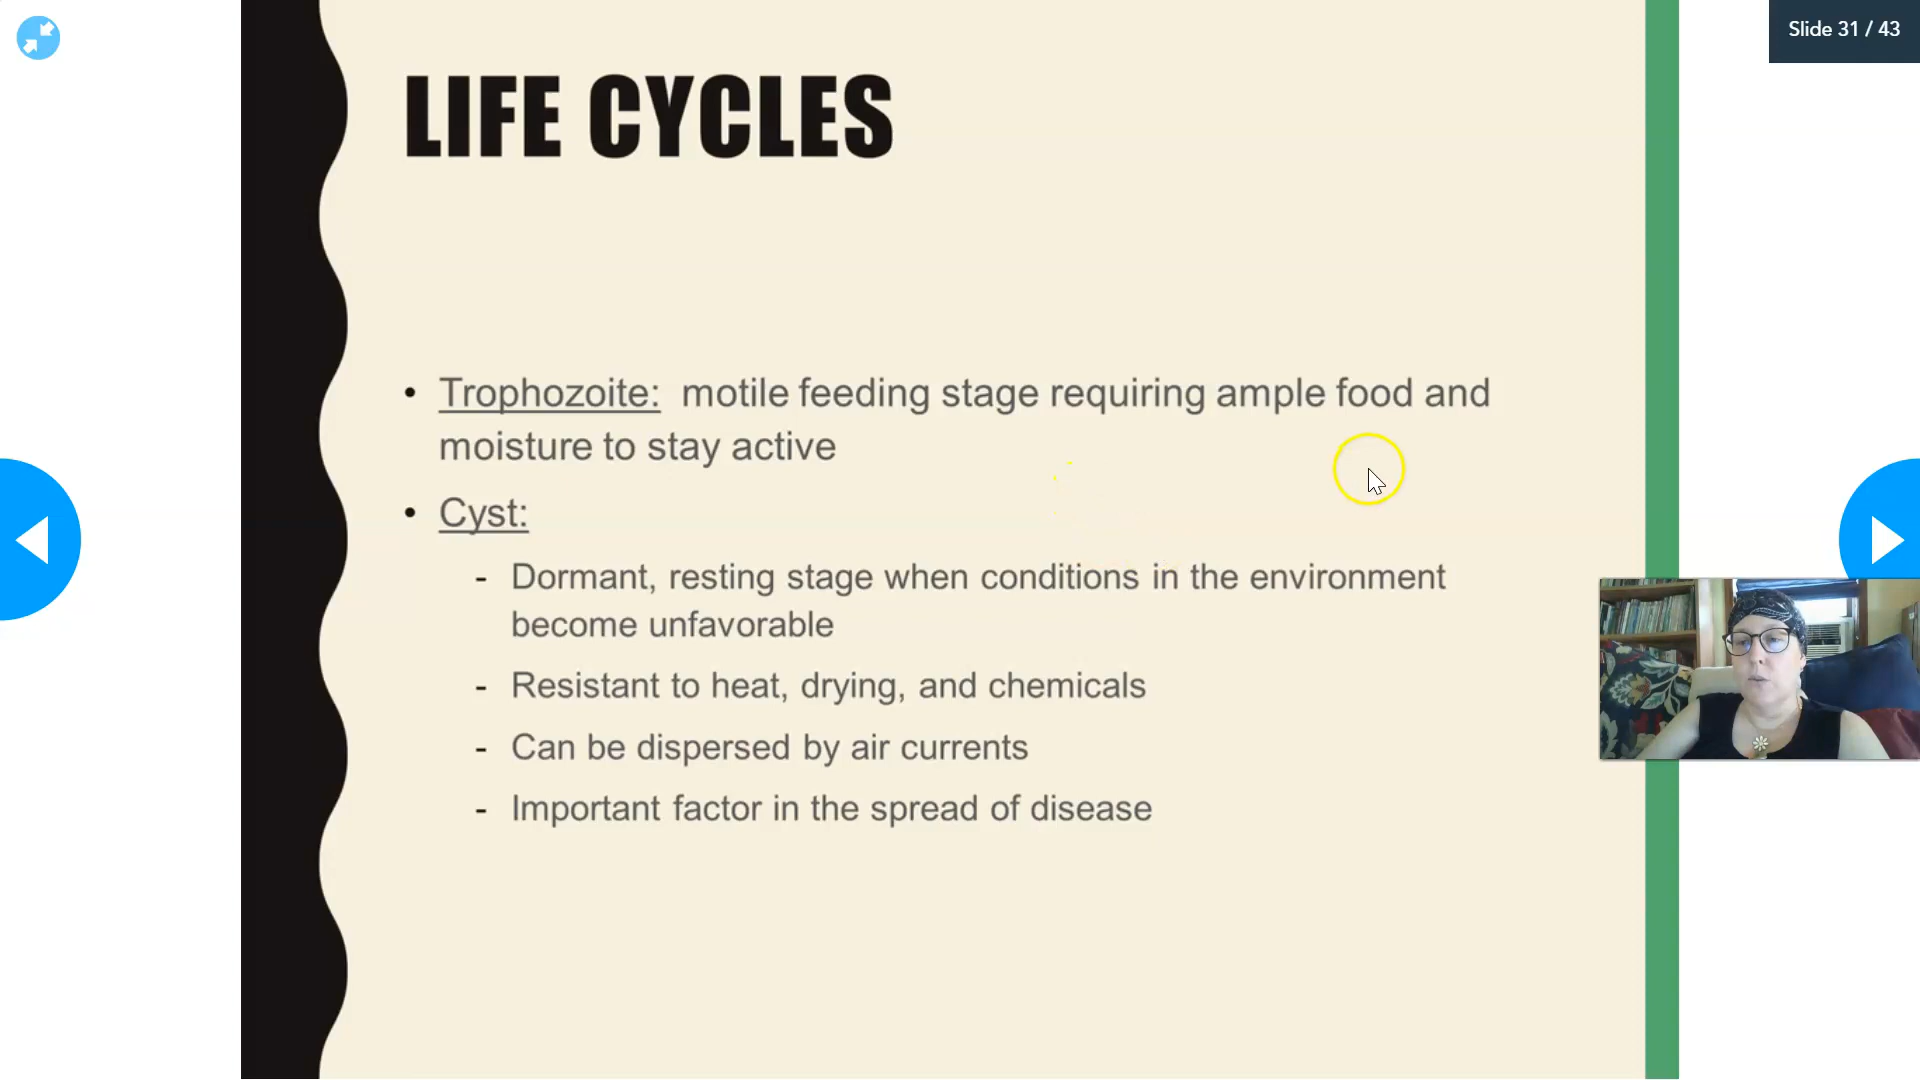 Slide 31 / 43
LIFE CYCLES
• Trophozoite: motile feeding stage requiring ample food and
moisture to stay active
• Cyst:
- Dormant, resting stage when conditions in the environment
become unfavorable
- Resistant to heat, drying, and chemicals
- Can be dispersed by air currents
- Important factor in the spread of disease